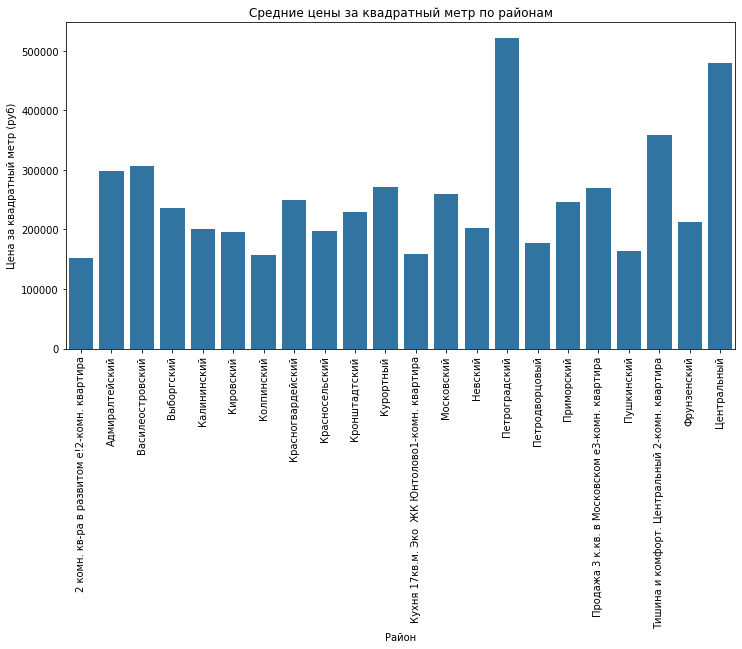 Средние цены за квадратный метр по районам
Цена за квадратный метр (руб)
500000
400000
300000
200000
100000
0
2 комн. кв-ра в развитом е!2-комн. квартира
Адмиралтейский
Василеостровский
Выборгский
Калининский
Кировский
Колпинский
Красногвардейский
Красносельский
Кронштадтский
Курортный
Кухня 17кв.м. Эко  ЖК Юнтолово1-комн. квартира
Московский
Невский
Петроградский
Петродворцовый
Приморский
Продажа 3 к.кв. в Московском е3-комн. квартира
Пушкинский
Тишина и комфорт. Центральный 2-комн. квартира
Фрунзенский
Центральный
Район